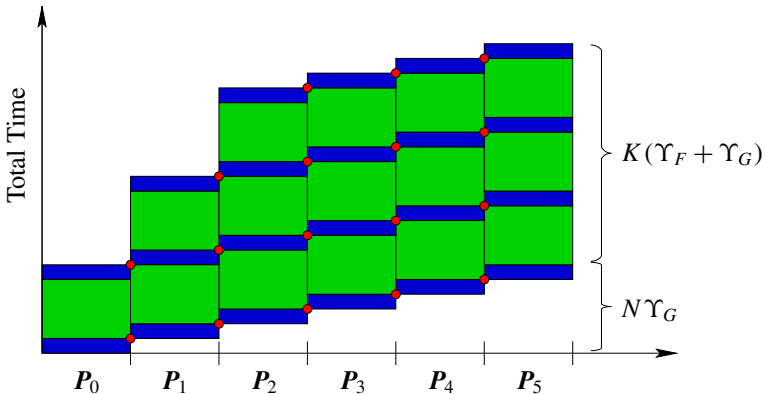 Total Time
K(ϒ_F + ϒ_G)
Nϒ_G
P_0 P_1 P_2 P_3 P_4 P_5